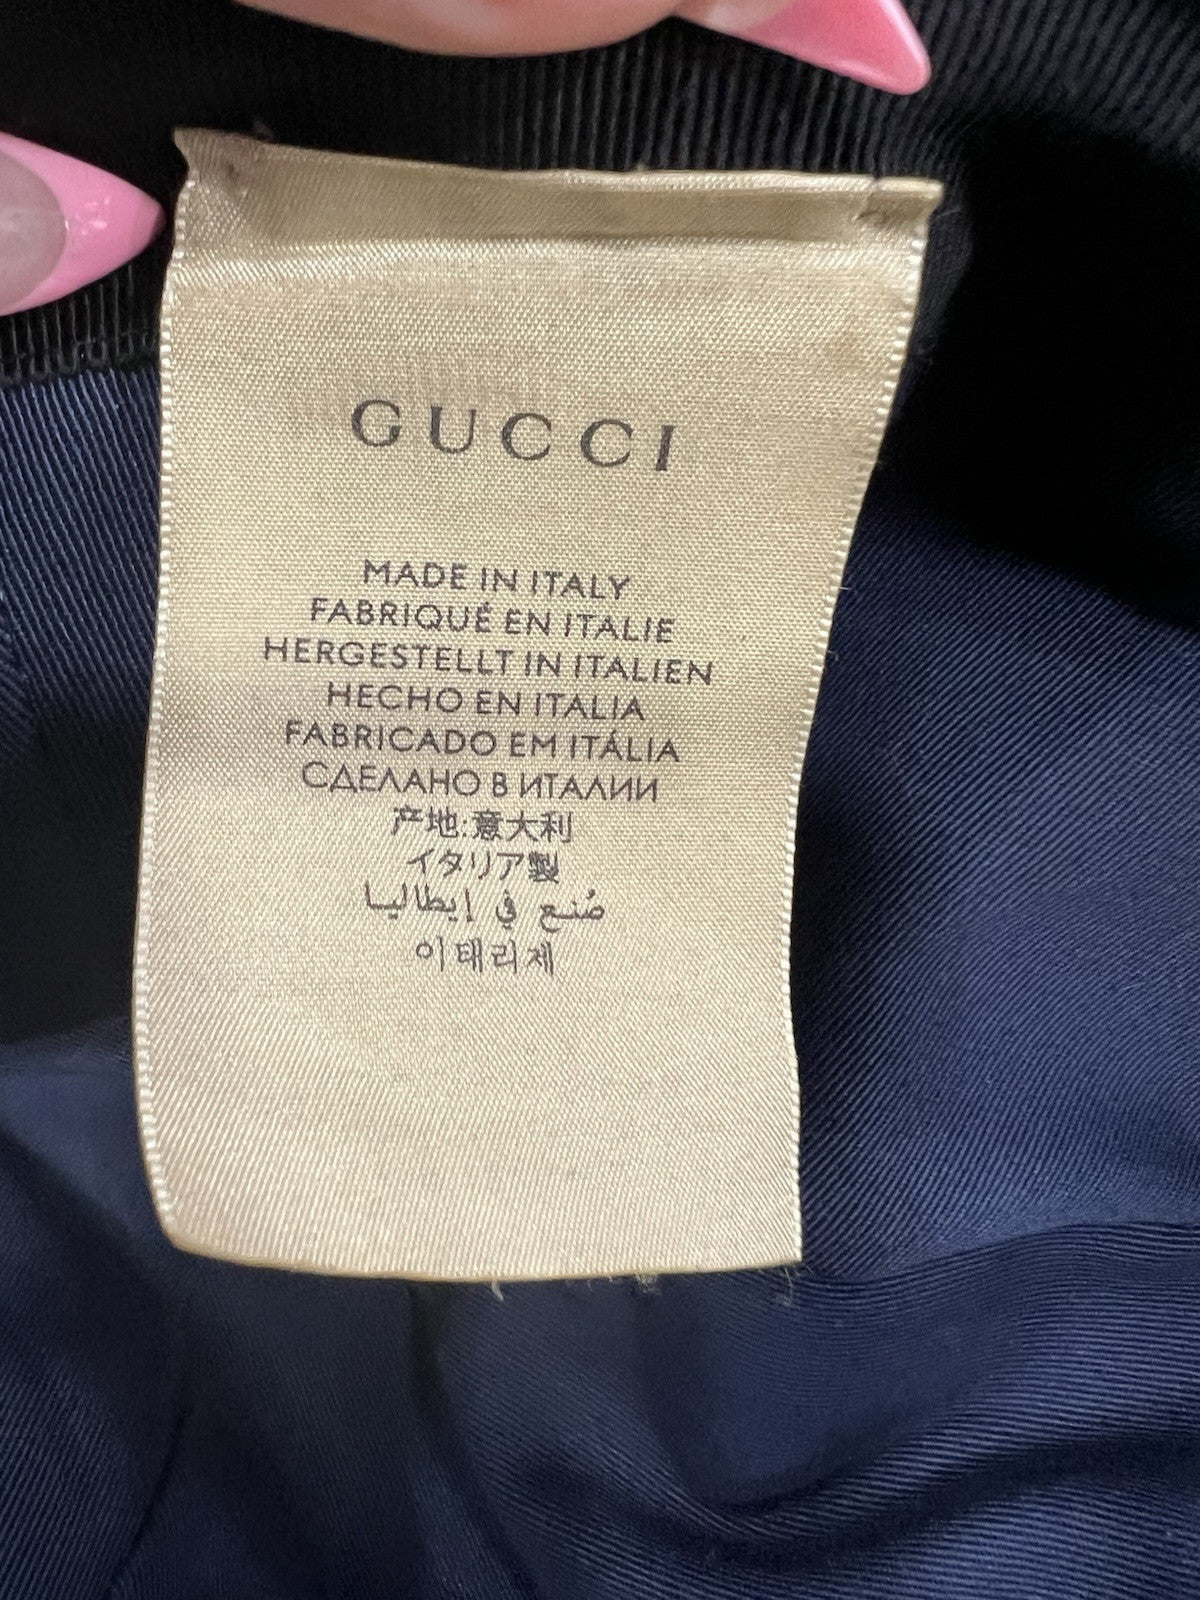 GUCCI
MADE IN ITALY
FABRIQUÉ EN ITALIE
HERGESTELLT IN ITALIEN
HECHO EN ITALIA
FABRICADO EM ITÁLIA
СДЕЛАНО В ИТАЛИИ
产地:意大利
イタリア製
صُنع في إيطاليا
이태리제